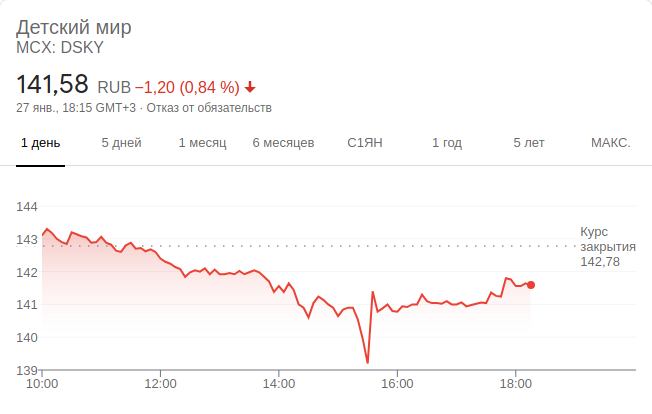 Детский мир
MCX: DSKY
141,58 RUB −1,20 (0,84 %)
27 янв., 18:15 GMT+3 · Отказ от обязательств
1 день 5 дней 1 месяц 6 месяцев С1ЯН 1 год 5 лет МАКС.
144
143
142
141
140
139
Курс
закрытия
142,78
10:00 12:00 14:00 16:00 18:00